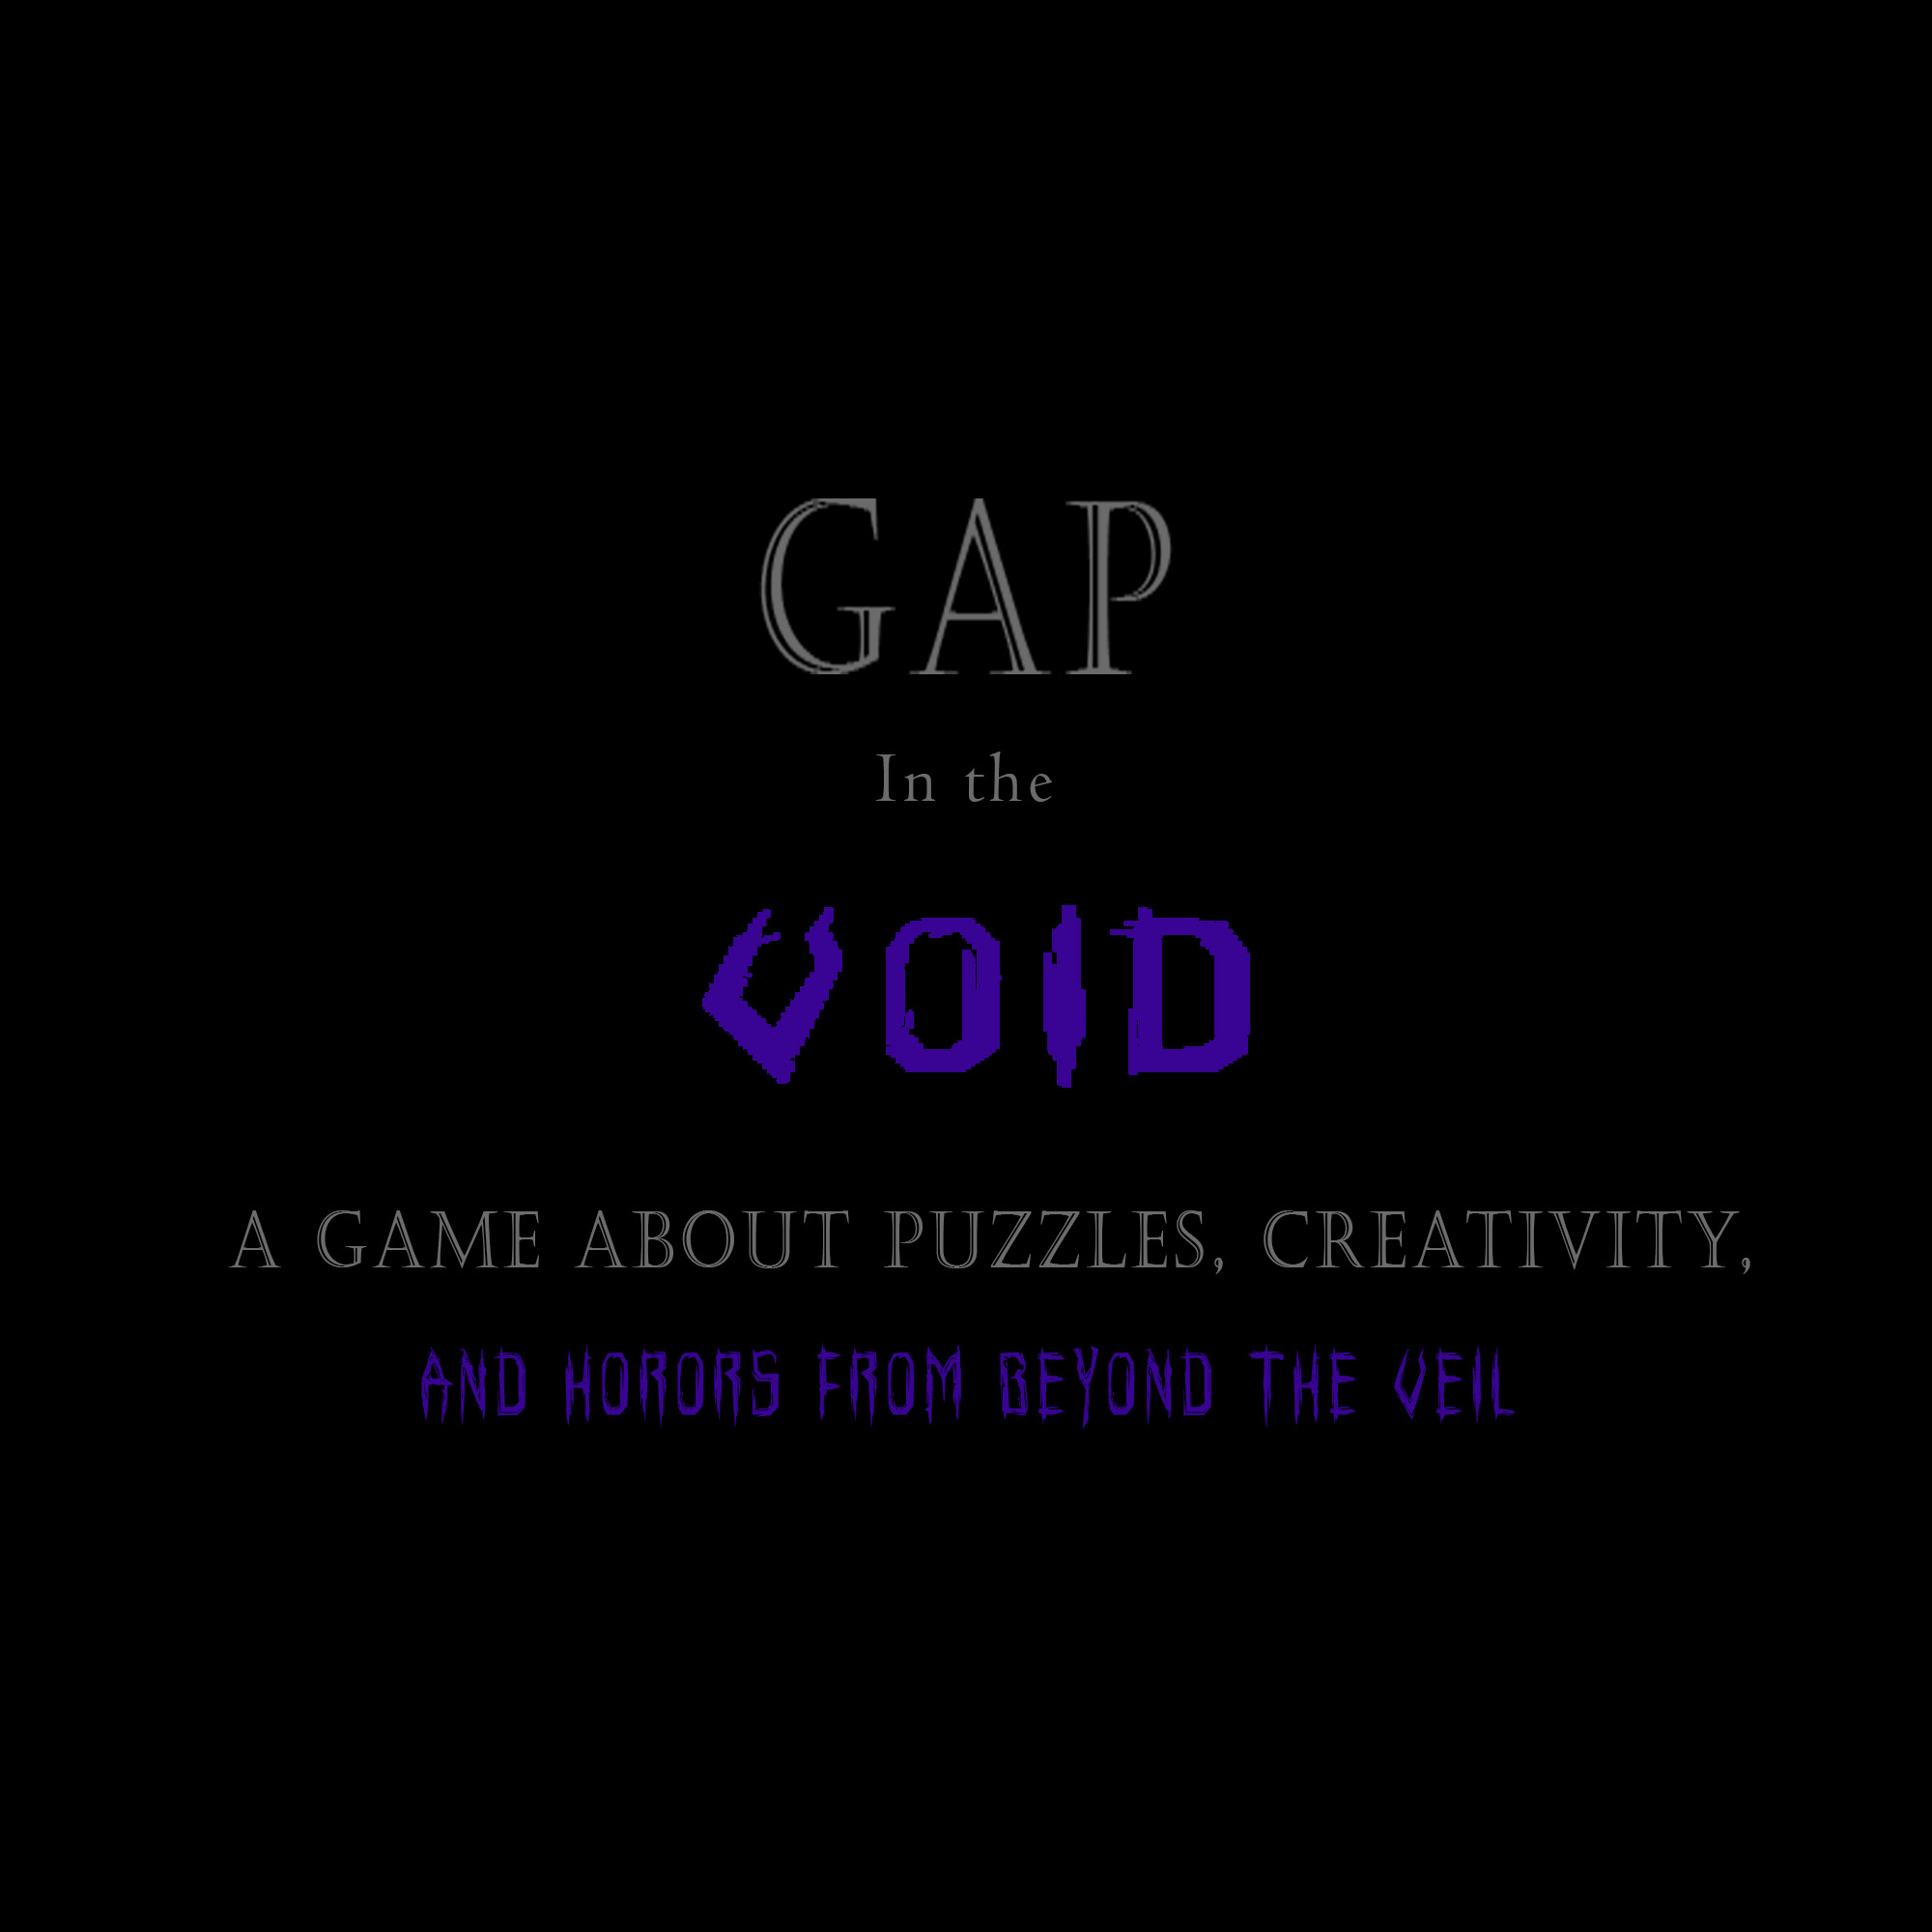 GAP
In the
VOID
A GAME ABOUT PUZZLES, CREATIVITY,
AND HORORS FROM BEYOND THE VEIL